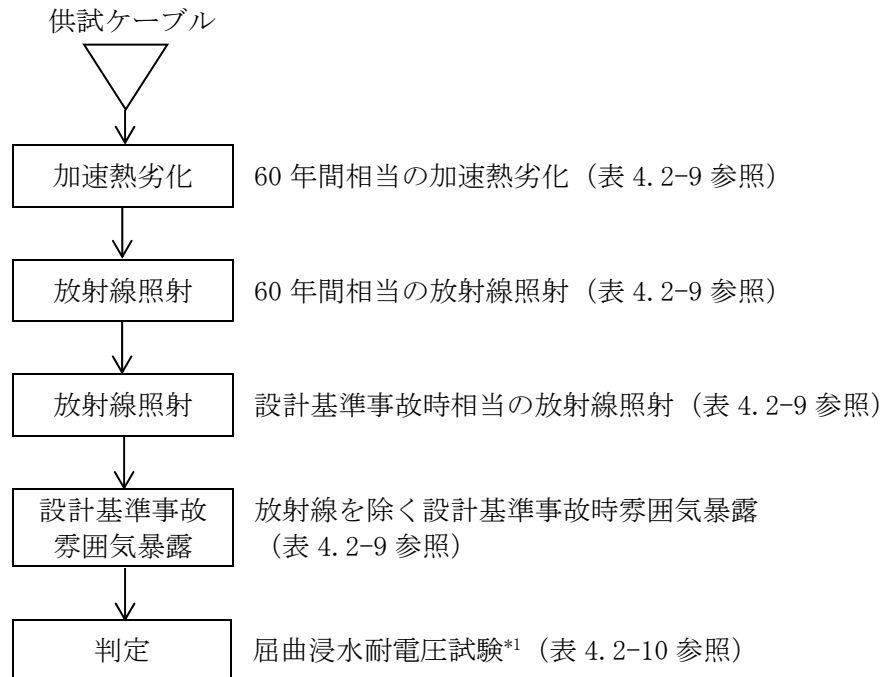 供試ケーブル
加速熱劣化 60 年間相当の加速熱劣化（表 4.2-9 参照）
放射線照射 60 年間相当の放射線照射（表 4.2-9 参照）
放射線照射 設計基準事故時相当の放射線照射（表 4.2-9 参照）
設計基準事故
雰囲気暴露
放射線を除く設計基準事故時雰囲気暴露
（表 4.2-9 参照）
判定 屈曲浸水耐電圧試験*1（表 4.2-10 参照）